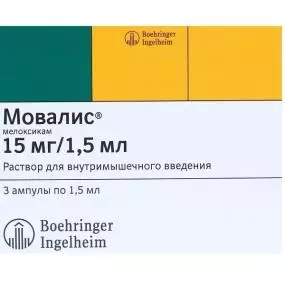 Boehringer
Ingelheim
Мовалис®
мелоксикам
15 мг/1,5 мл
Раствор для внутримышечного введения
3 ампулы по 1,5 мл
Boehringer
Ingelheim